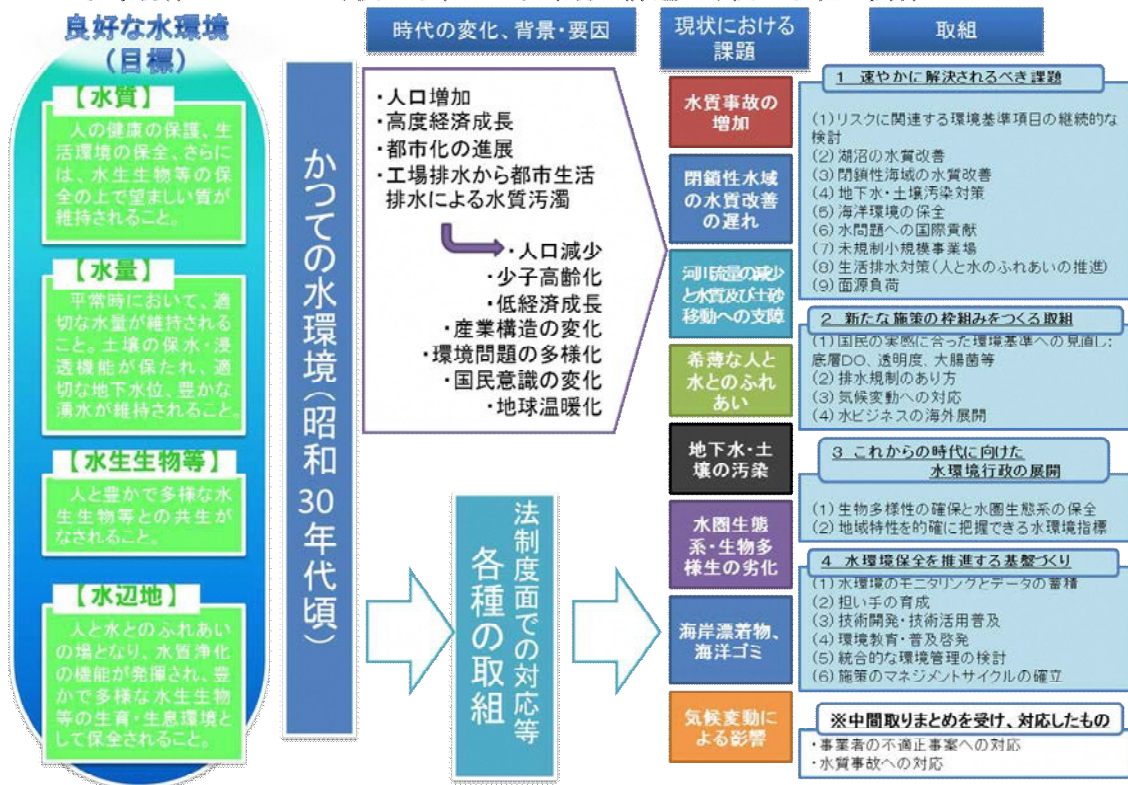 良好な水環境
(目標)
【水質】
人の健康の保護、生
活環境の保全、さらに
は、水生生物等の保
全の上で望ましい質が
維持されること。
【水量】
平常時において、適
切な水量が維持される
こと。土壌の保水・浸
透機能が保たれ、適
切な地下水位、豊かな
湧水が維持されること。
【水生生物等】
人と豊かで多様な水
生生物等との共生が
なされること。
【水辺地】
人と水とのふれあい
の場となり、水質浄化
の機能が発揮され、豊
かで多様な水生生物
等の生育・生息環境と
して保全されること。
かつての水環境(昭和30年代頃)
時代の変化、背景・要因
・人口増加
・高度経済成長
・都市化の進展
・工場排水から都市生活
排水による水質汚濁
・人口減少
・少子高齢化
・低経済成長
・産業構造の変化
・環境問題の多様化
・国民意識の変化
・地球温暖化
法制度面での対応等
各種の取組
現状における
課題
水質事故の
増加
閉鎖性水域
の水質改善
の遅れ
河川流量の減少
と水質及び土砂
移動への支障
希薄な人と
水とのふれ
あい
地下水・土
壌の汚染
水圏生態
系・生物多
様生の劣化
海岸漂着物、
海洋ゴミ
気候変動に
よる影響
取組
1 速やかに解決されるべき課題
(1)リスクに関連する環境基準項目の継続的な
検討
(2) 湖沼の水質改善
(3) 閉鎖性海域の水質改善
(4) 地下水・土壌汚染対策
(5) 海洋環境の保全
(6) 水問題への国際貢献
(7) 未規制小規模事業場
(8) 生活排水対策(人と水のふれあいの推進)
(9) 面源負荷
2 新たな施策の枠組みをつくる取組
(1)国民の実感に合った環境基準への見直し:
底層DO、透明度、大腸菌等
(2) 排水規制のあり方
(3) 気候変動への対応
(4) 水ビジネスの海外展開
3 これからの時代に向けた
水環境行政の展開
(1) 生物多様性の確保と水圏生態系の保全
(2) 地域特性を的確に把握できる水環境指標
4 水環境保全を推進する基盤づくり
(1) 水環境のモニタリングとデータの蓄積
(2) 担い手の育成
(3) 技術開発・技術活用普及
(4) 環境教育・普及啓発
(5) 統合的な環境管理の検討
(6) 施策のマネジメントサイクルの確立
※中間取りまとめを受け、対応したもの
・事業者の不適正事案への対応
・水質事故への対応